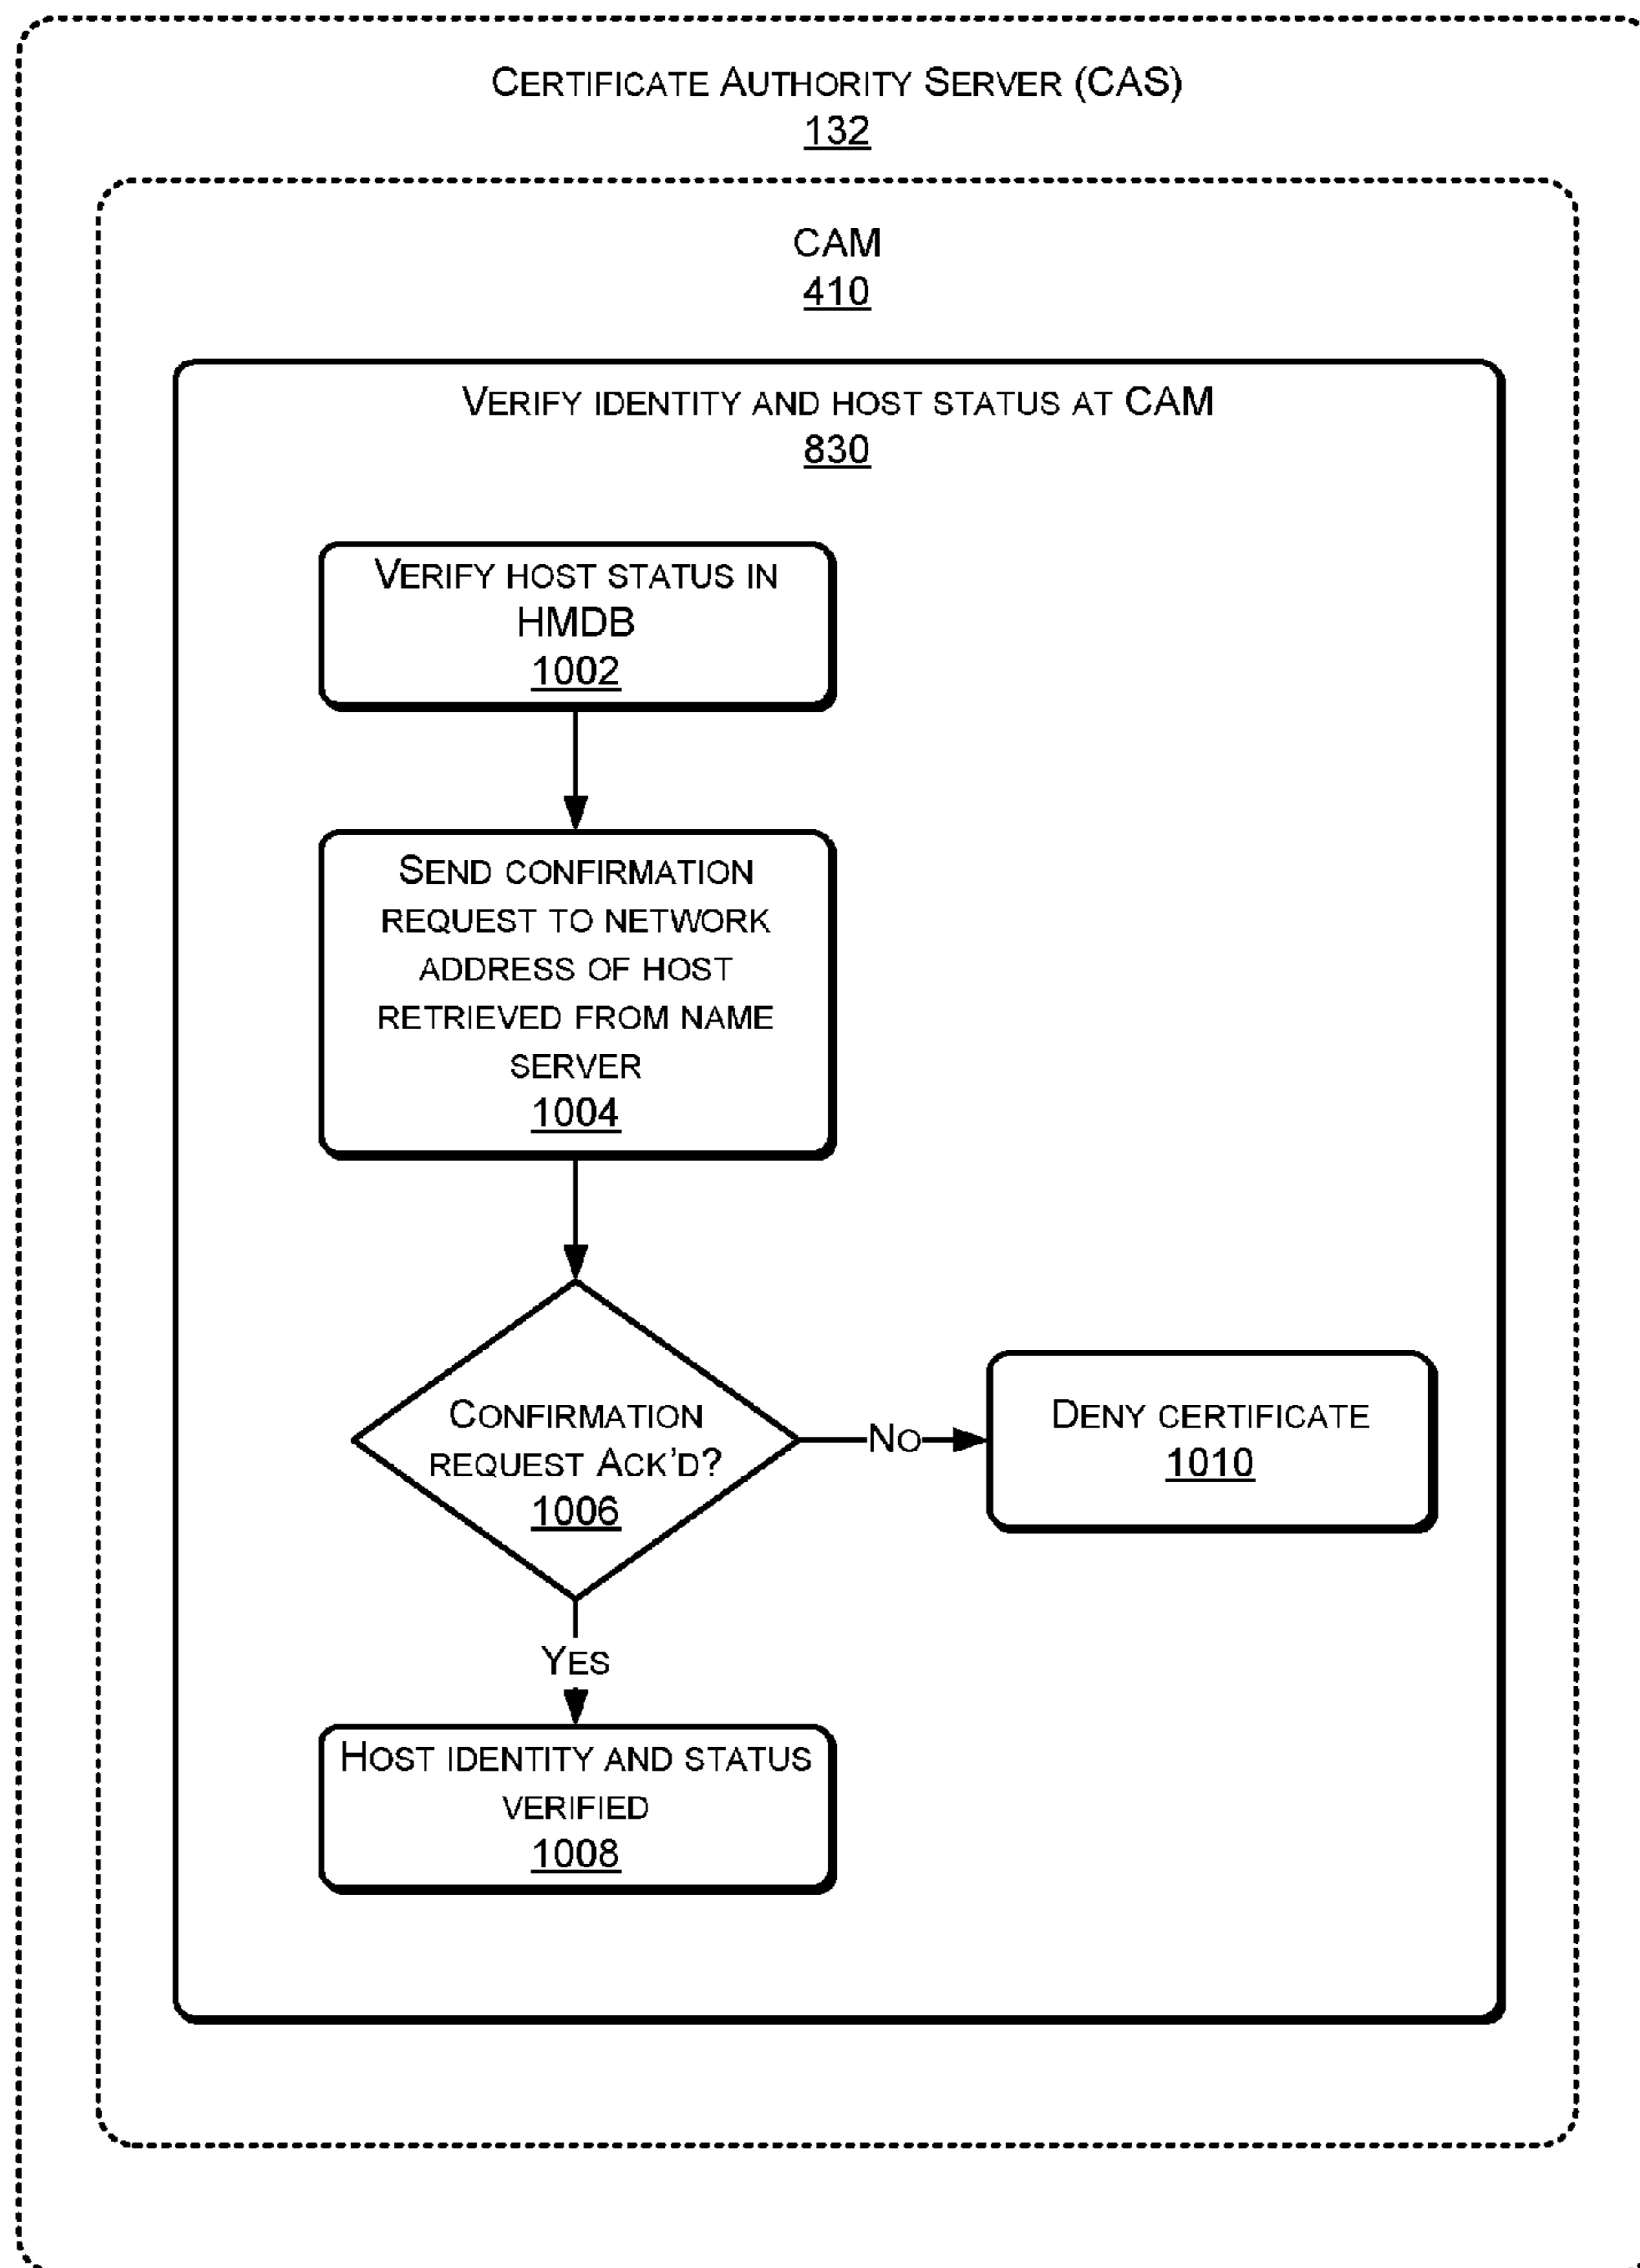 CERTIFICATE AUTHORITY SERVER (CAS)
132
CAM
410
VERIFY IDENTITY AND HOST STATUS AT CAM
830
VERIFY HOST STATUS IN
HMDB
1002
SEND CONFIRMATION
REQUEST TO NETWORK
ADDRESS OF HOST
RETRIEVED FROM NAME
SERVER
1004
CONFIRMATION
REQUEST ACK'D?
1006
NO
DENY CERTIFICATE
1010
YES
HOST IDENTITY AND STATUS
VERIFIED
1008